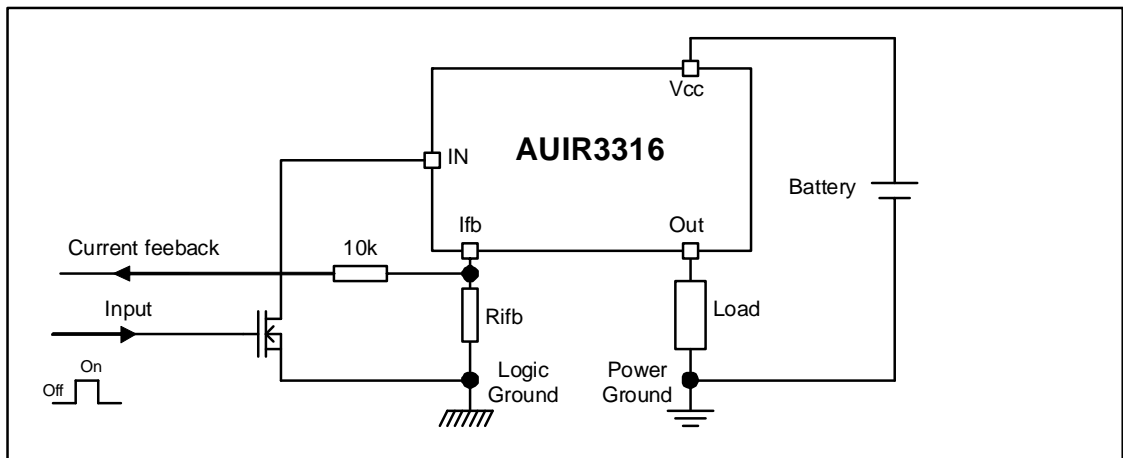 Vcc
AUIR3316
IN
Battery
Ifb
Out
Current feeback
10k
Input
Rifb
Load
On
Off
Logic
Ground
Power
Ground